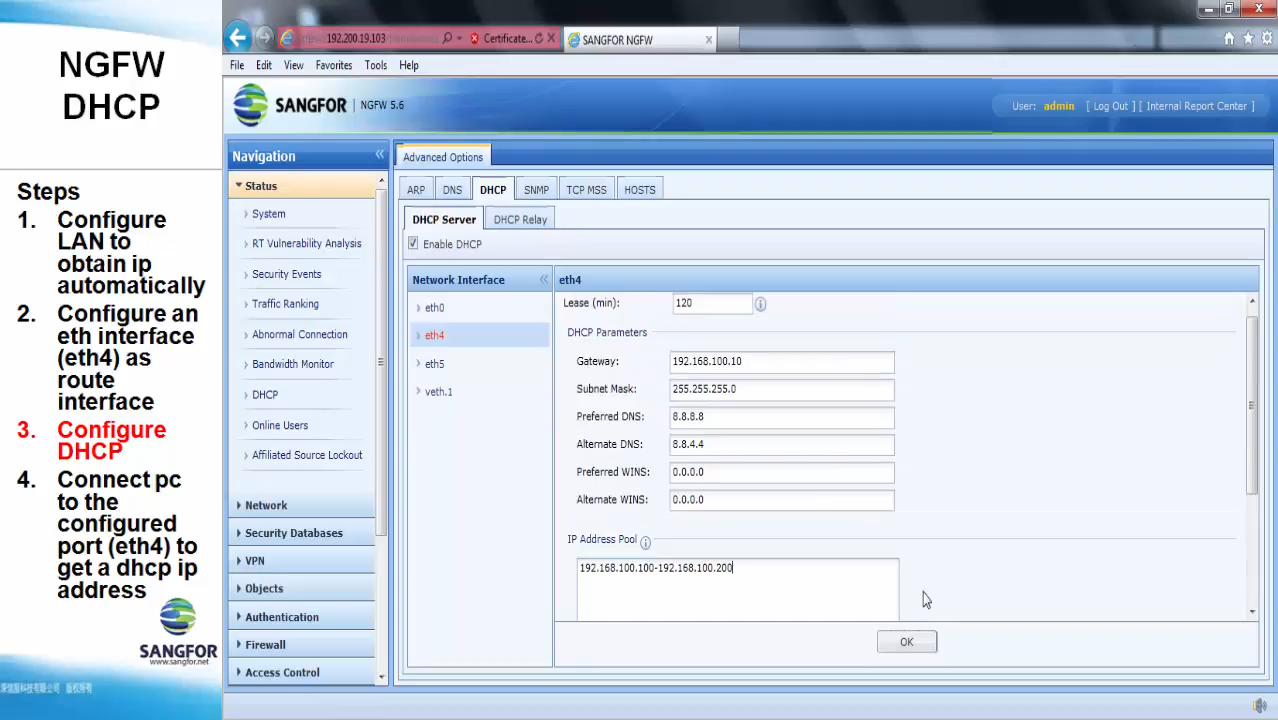 NGFW
DHCP
Steps
1. Configure
LAN to
obtain ip
automatically
2. Configure an
eth interface
(eth4) as
route
interface
3. Configure
DHCP
4. Connect pc
to the
configured
port (eth4) to
get a dhcp ip
address
SANGFOR
www.sangfor.net
192.200.19.103
Certificate...
SANGFOR NGFW
File Edit View Favorites Tools Help
SANGFOR NGFW 5.6
User: admin [ Log Out ] [ Internal Report Center ]
Navigation
Status
System
RT Vulnerability Analysis
Security Events
Traffic Ranking
Abnormal Connection
Bandwidth Monitor
DHCP
Online Users
Affiliated Source Lockout
Network
Security Databases
VPN
Objects
Authentication
Firewall
Access Control
Advanced Options
ARP DNS DHCP SNMP TCP MSS HOSTS
DHCP Server DHCP Relay
Enable DHCP
Network Interface
eth0
eth4
eth5
veth.1
eth4
Lease (min): 120
DHCP Parameters
Gateway: 192.168.100.10
Subnet Mask: 255.255.255.0
Preferred DNS: 8.8.8.8
Alternate DNS: 8.8.4.4
Preferred WINS: 0.0.0.0
Alternate WINS: 0.0.0.0
IP Address Pool
192.168.100.100-192.168.100.200
OK